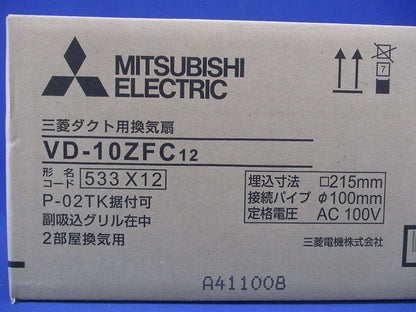 MITSUBISHI
ELECTRIC
7
三菱ダクト用換気扇
VD-10ZFC12
形名コード 533X12
P-02TK据付可
副吸込グリル在中
2部屋換気用
埋込寸法 □215mm
接続パイプ φ100mm
定格電圧 AC 100V
三菱電機株式会社
A411008